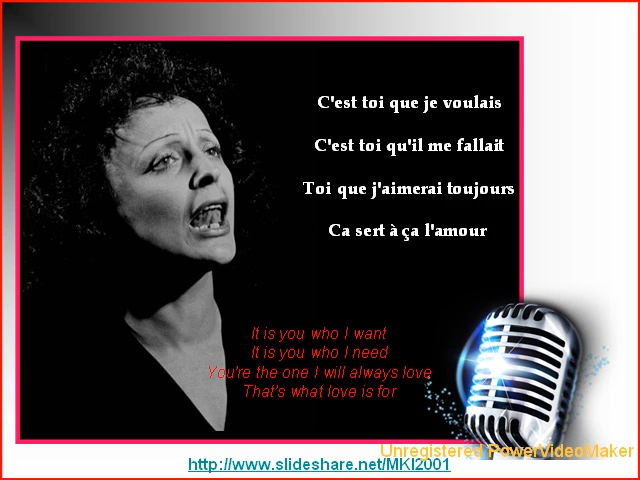 C'est toi que je voulais
C'est toi qu'il me fallait
Toi que j'aimerai toujours
Ca sert à ça l'amour
It is you who I want
It is you who I need
You're the one I will always love
That's what love is for
Unregistered PowerVideoMaker
http://www.slideshare.net/MKI2001